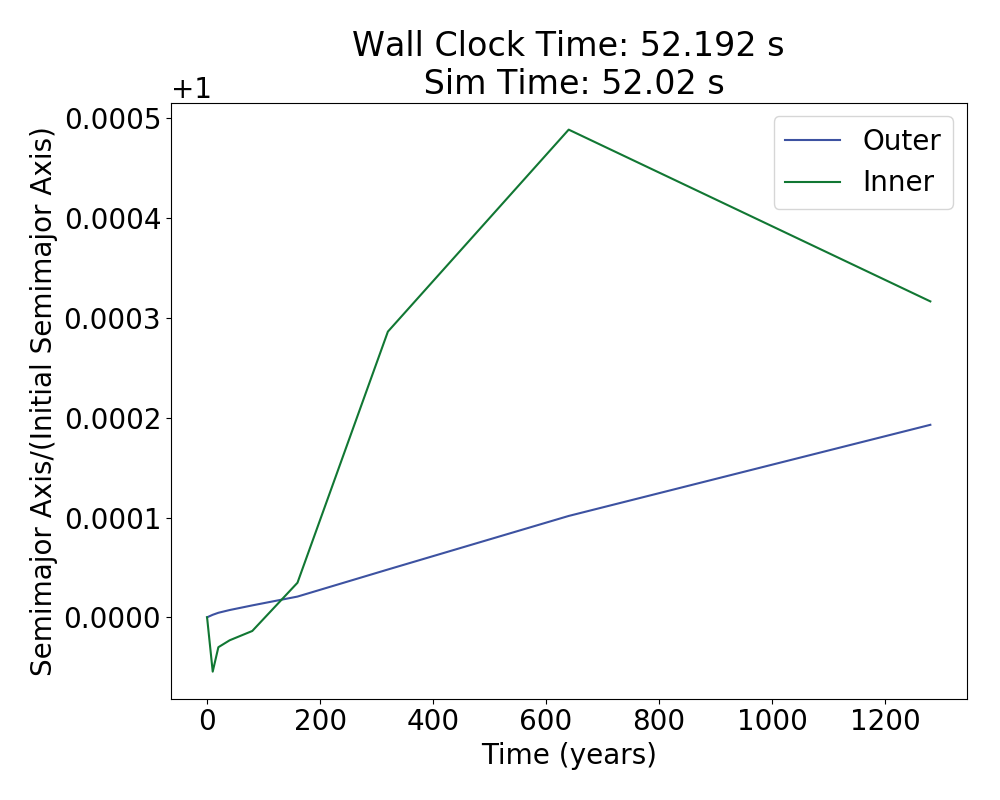 Wall Clock Time: 52.192 s
Sim Time: 52.02 s
+1
0.0005
0.0004
0.0003
0.0002
0.0001
0.0000
Semimajor Axis/(Initial Semimajor Axis)
Outer
Inner
0 200 400 600 800 1000 1200
Time (years)